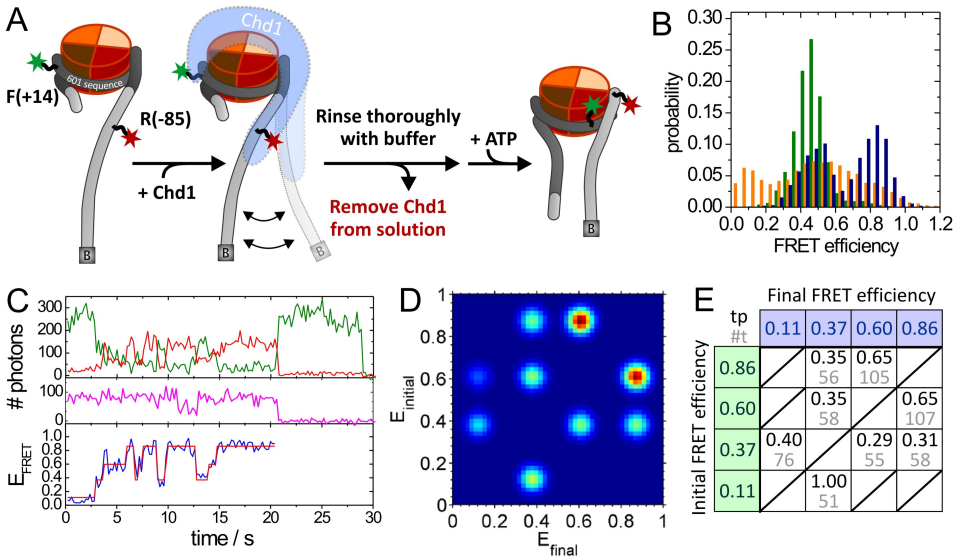 A
Chd1
601 sequence
F(+14)
R(-85)
+ Chd1
Rinse thoroughly
with buffer
Remove Chd1
from solution
+ ATP
B
B
B
probability
0.30
0.25
0.20
0.15
0.10
0.05
0.00
0.0 0.2 0.4 0.6 0.8 1.0 1.2
FRET efficiency
C
# photons
300
200
100
0
100
0
E FRET
1.0
0.8
0.6
0.4
0.2
0.0
0 5 10 15 20 25 30
time / s
D
E initial
1
0.8
0.6
0.4
0.2
0
0 0.2 0.4 0.6 0.8 1
E final
E
Final FRET efficiency
tp
#t
0.11 0.37 0.60 0.86
Initial FRET efficiency
0.86 0.35 0.65
56 105
0.60 0.35 0.65
58 107
0.37 0.40 0.29 0.31
76 55 58
0.11 1.00
51